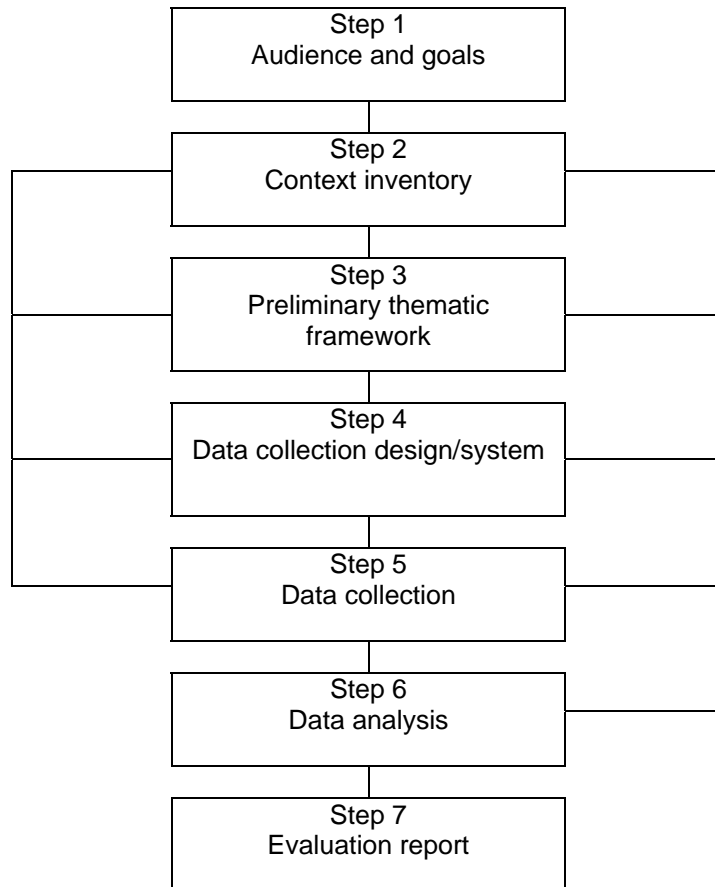 Step 1
Audience and goals
Step 2
Context inventory
Step 3
Preliminary thematic
framework
Step 4
Data collection design/system
Step 5
Data collection
Step 6
Data analysis
Step 7
Evaluation report